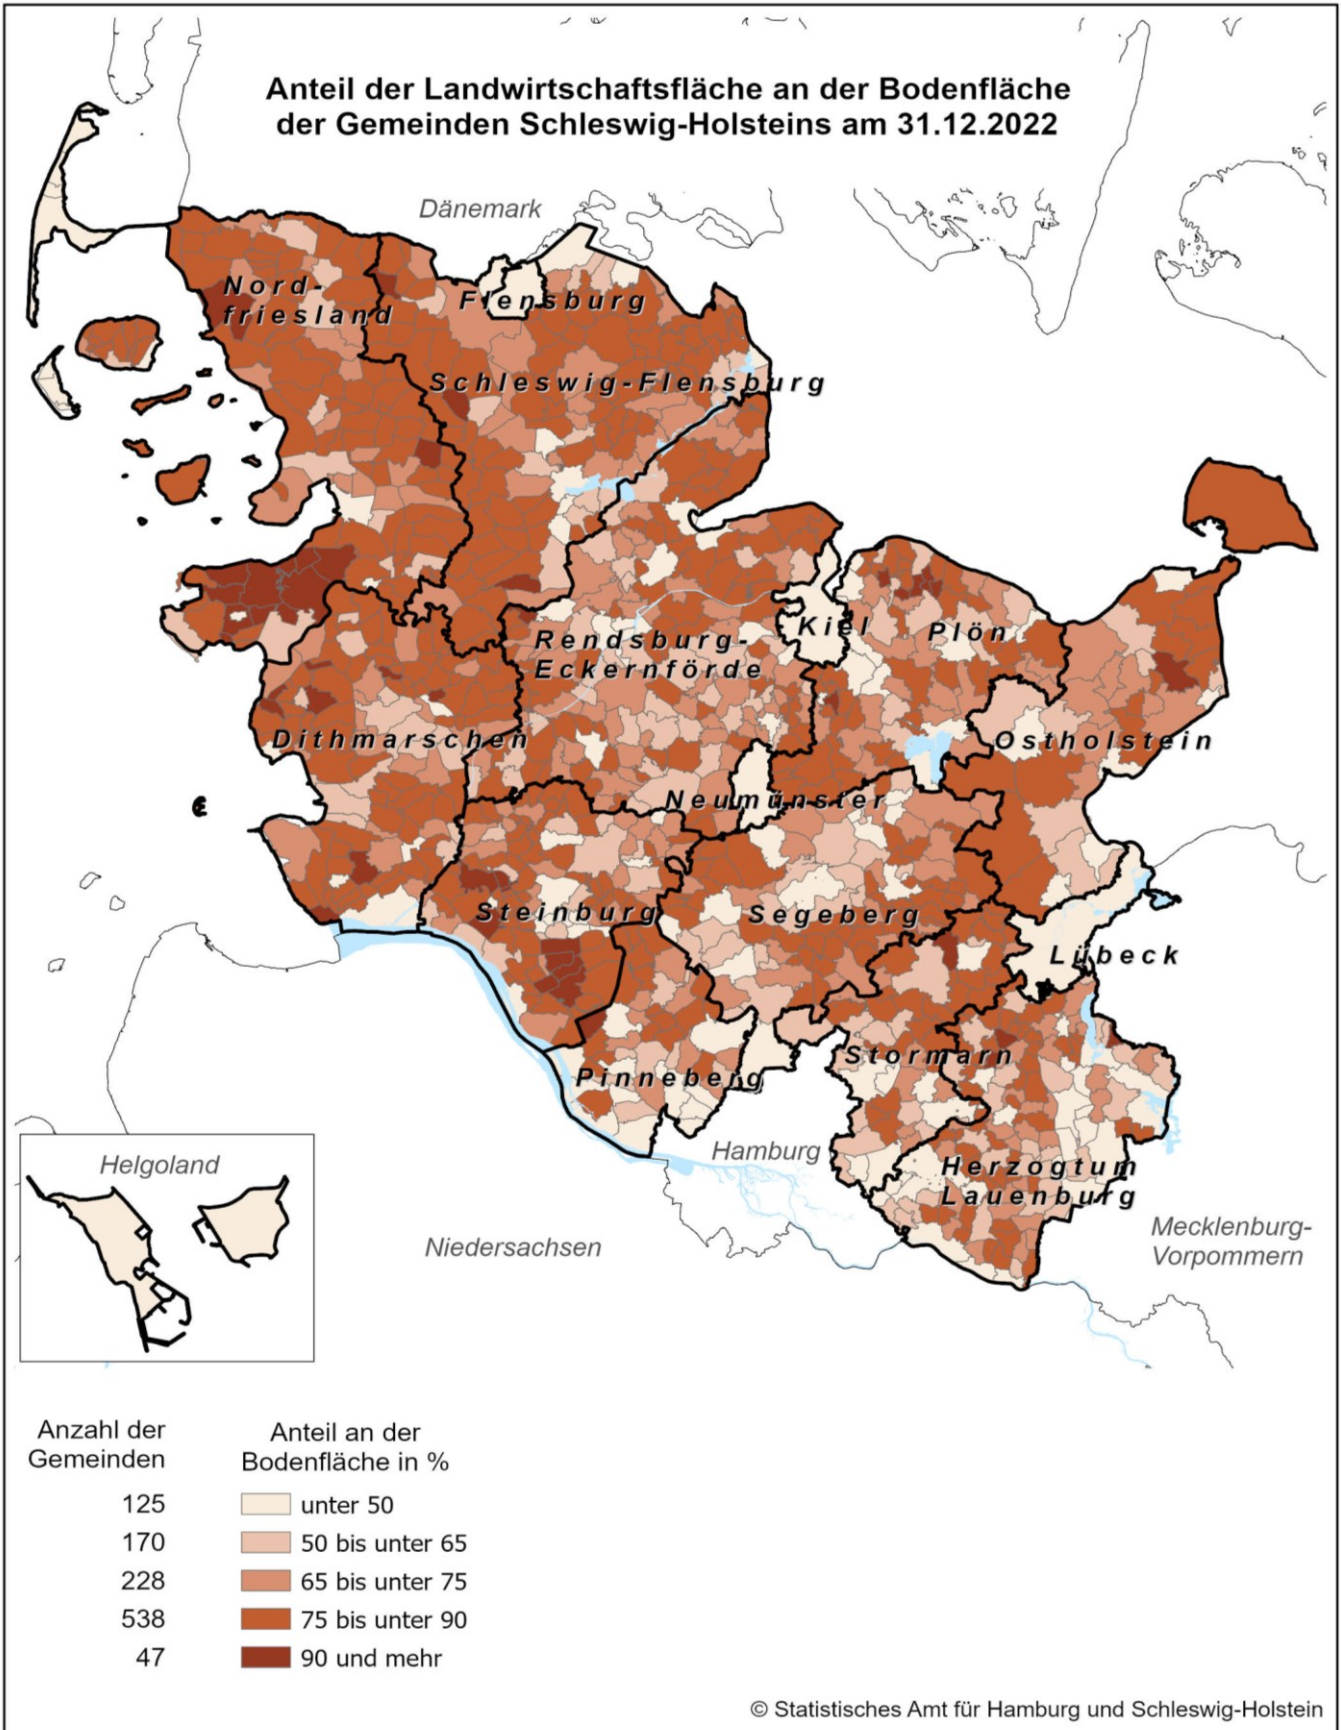 Anteil der Landwirtschaftsfläche an der Bodenfläche
der Gemeinden Schleswig-Holsteins am 31.12.2022
Dänemark
Nord-
friesland
Flensburg
Schleswig-Flensburg
Kiel
Plön
Rendsburg-
Eckernförde
Dithmarschen
Ostholstein
Neumünster
Steinburg
Segeberg
Lübeck
Stormarn
Pinneberg
Hamburg
Herzogtum
Lauenburg
Helgoland
Niedersachsen
Mecklenburg-
Vorpommern
Anzahl der
Gemeinden
Anteil an der
Bodenfläche in %
125 unter 50
170 50 bis unter 65
228 65 bis unter 75
538 75 bis unter 90
47 90 und mehr
© Statistisches Amt für Hamburg und Schleswig-Holstein